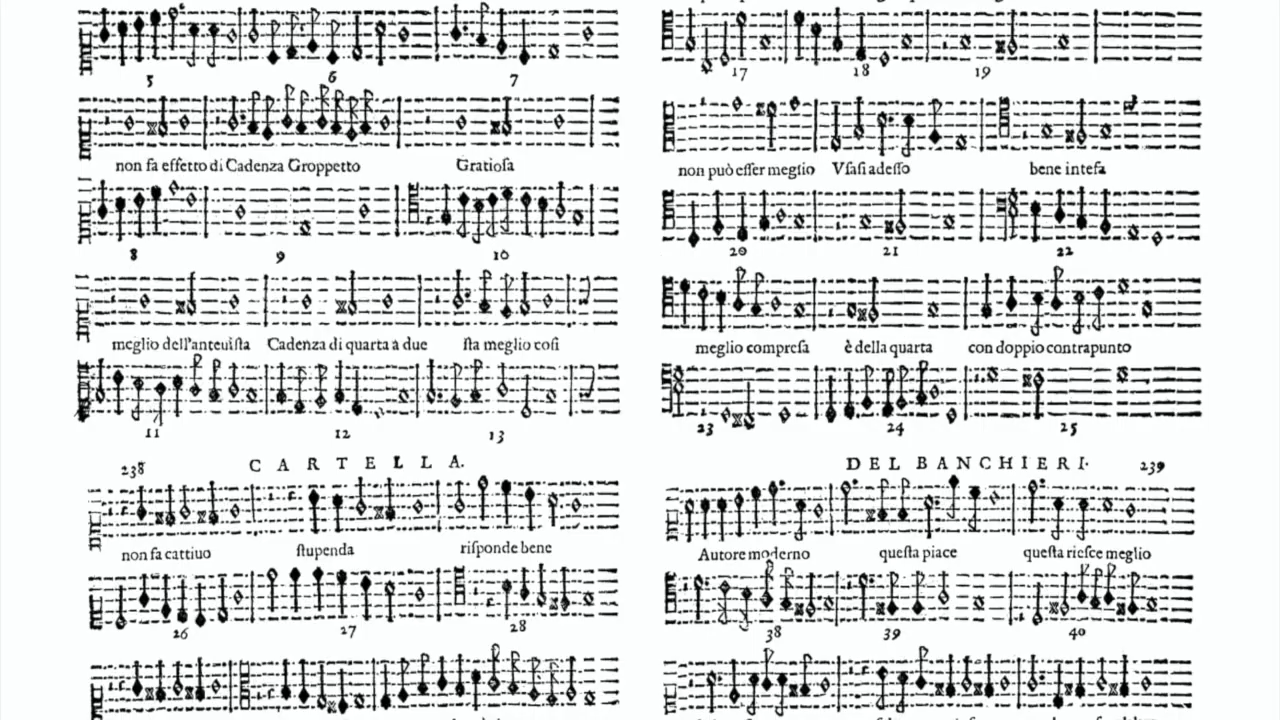 5 6 7
non fa effetto di Cadenza Groppetto Gratiosa
8 9 10
meglio dell'anteuista Cadenza di quarta a due sta meglio cosi
11 12 13
17 18 19
non può esser meglio Vsasi adesso bene intesa
20 21 22
meglio compresa è della quarta con doppio contrapunto
23 24 25
238 CARTELLA.
non fa cattiuo stupenda risponde bene
26 27 28
DEL BANCHIERI. 239
Autore moderno questa piace questa riesce meglio
38 39 40